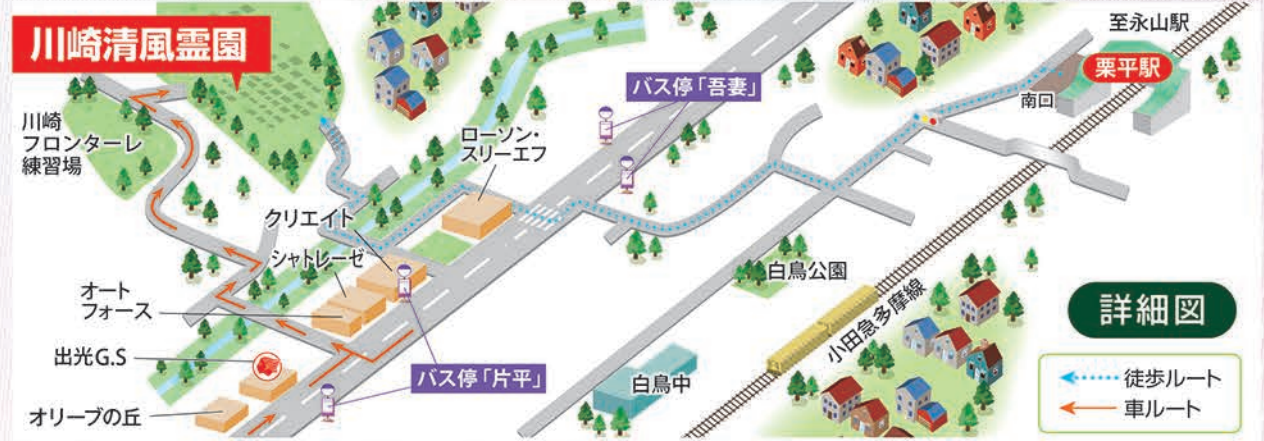 川崎清風霊園
至永山駅
栗平駅
南口
バス停「吾妻」
川崎
フロンターレ
練習場
ローソン・
スリーエフ
クリエイト
シャトレーゼ
オート
フォース
白鳥公園
小田急多摩線
詳細図
出光G.S
バス停「片平」
白鳥中
徒歩ルート
車ルート
オリーブの丘